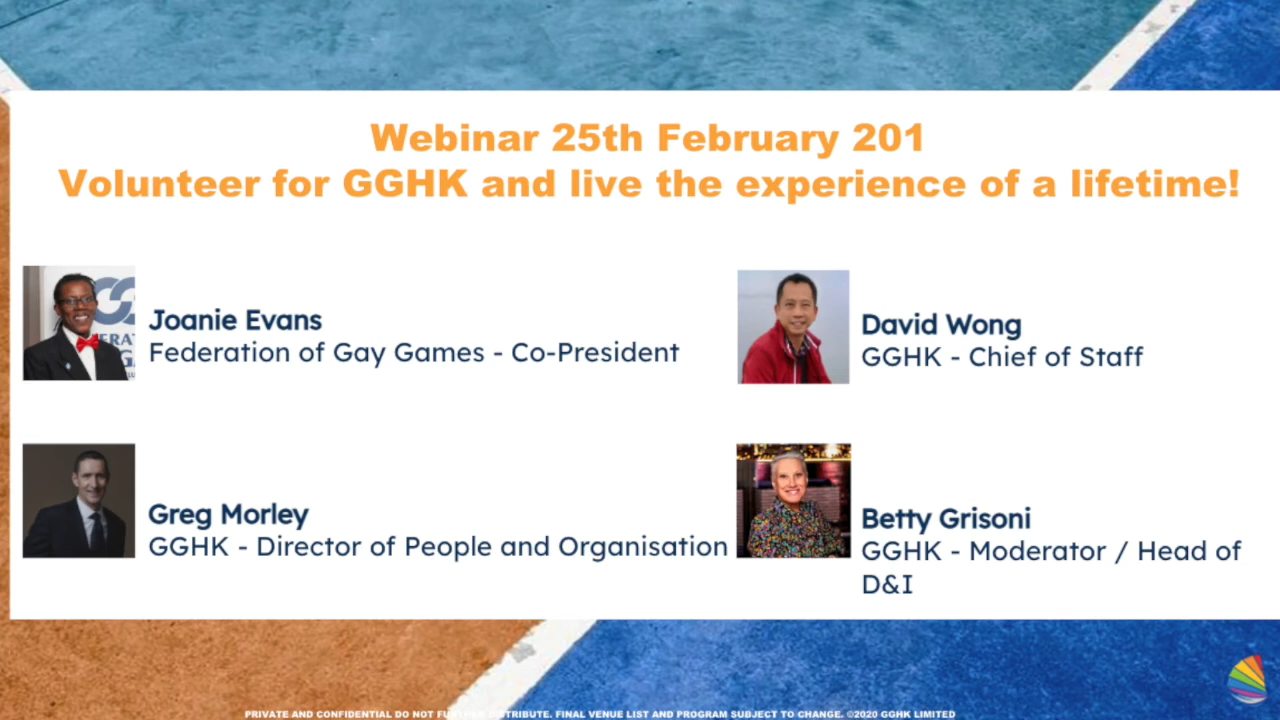 Webinar 25th February 201
Volunteer for GGHK and live the experience of a lifetime!
Joanie Evans
Federation of Gay Games - Co-President
David Wong
GGHK - Chief of Staff
Greg Morley
GGHK - Director of People and Organisation
Betty Grisoni
GGHK - Moderator / Head of
D&I
PRIVATE AND CONFIDENTIAL DO NOT FURTHER DISTRIBUTE. FINAL VENUE LIST AND PROGRAM SUBJECT TO CHANGE. ©2020 GGHK LIMITED